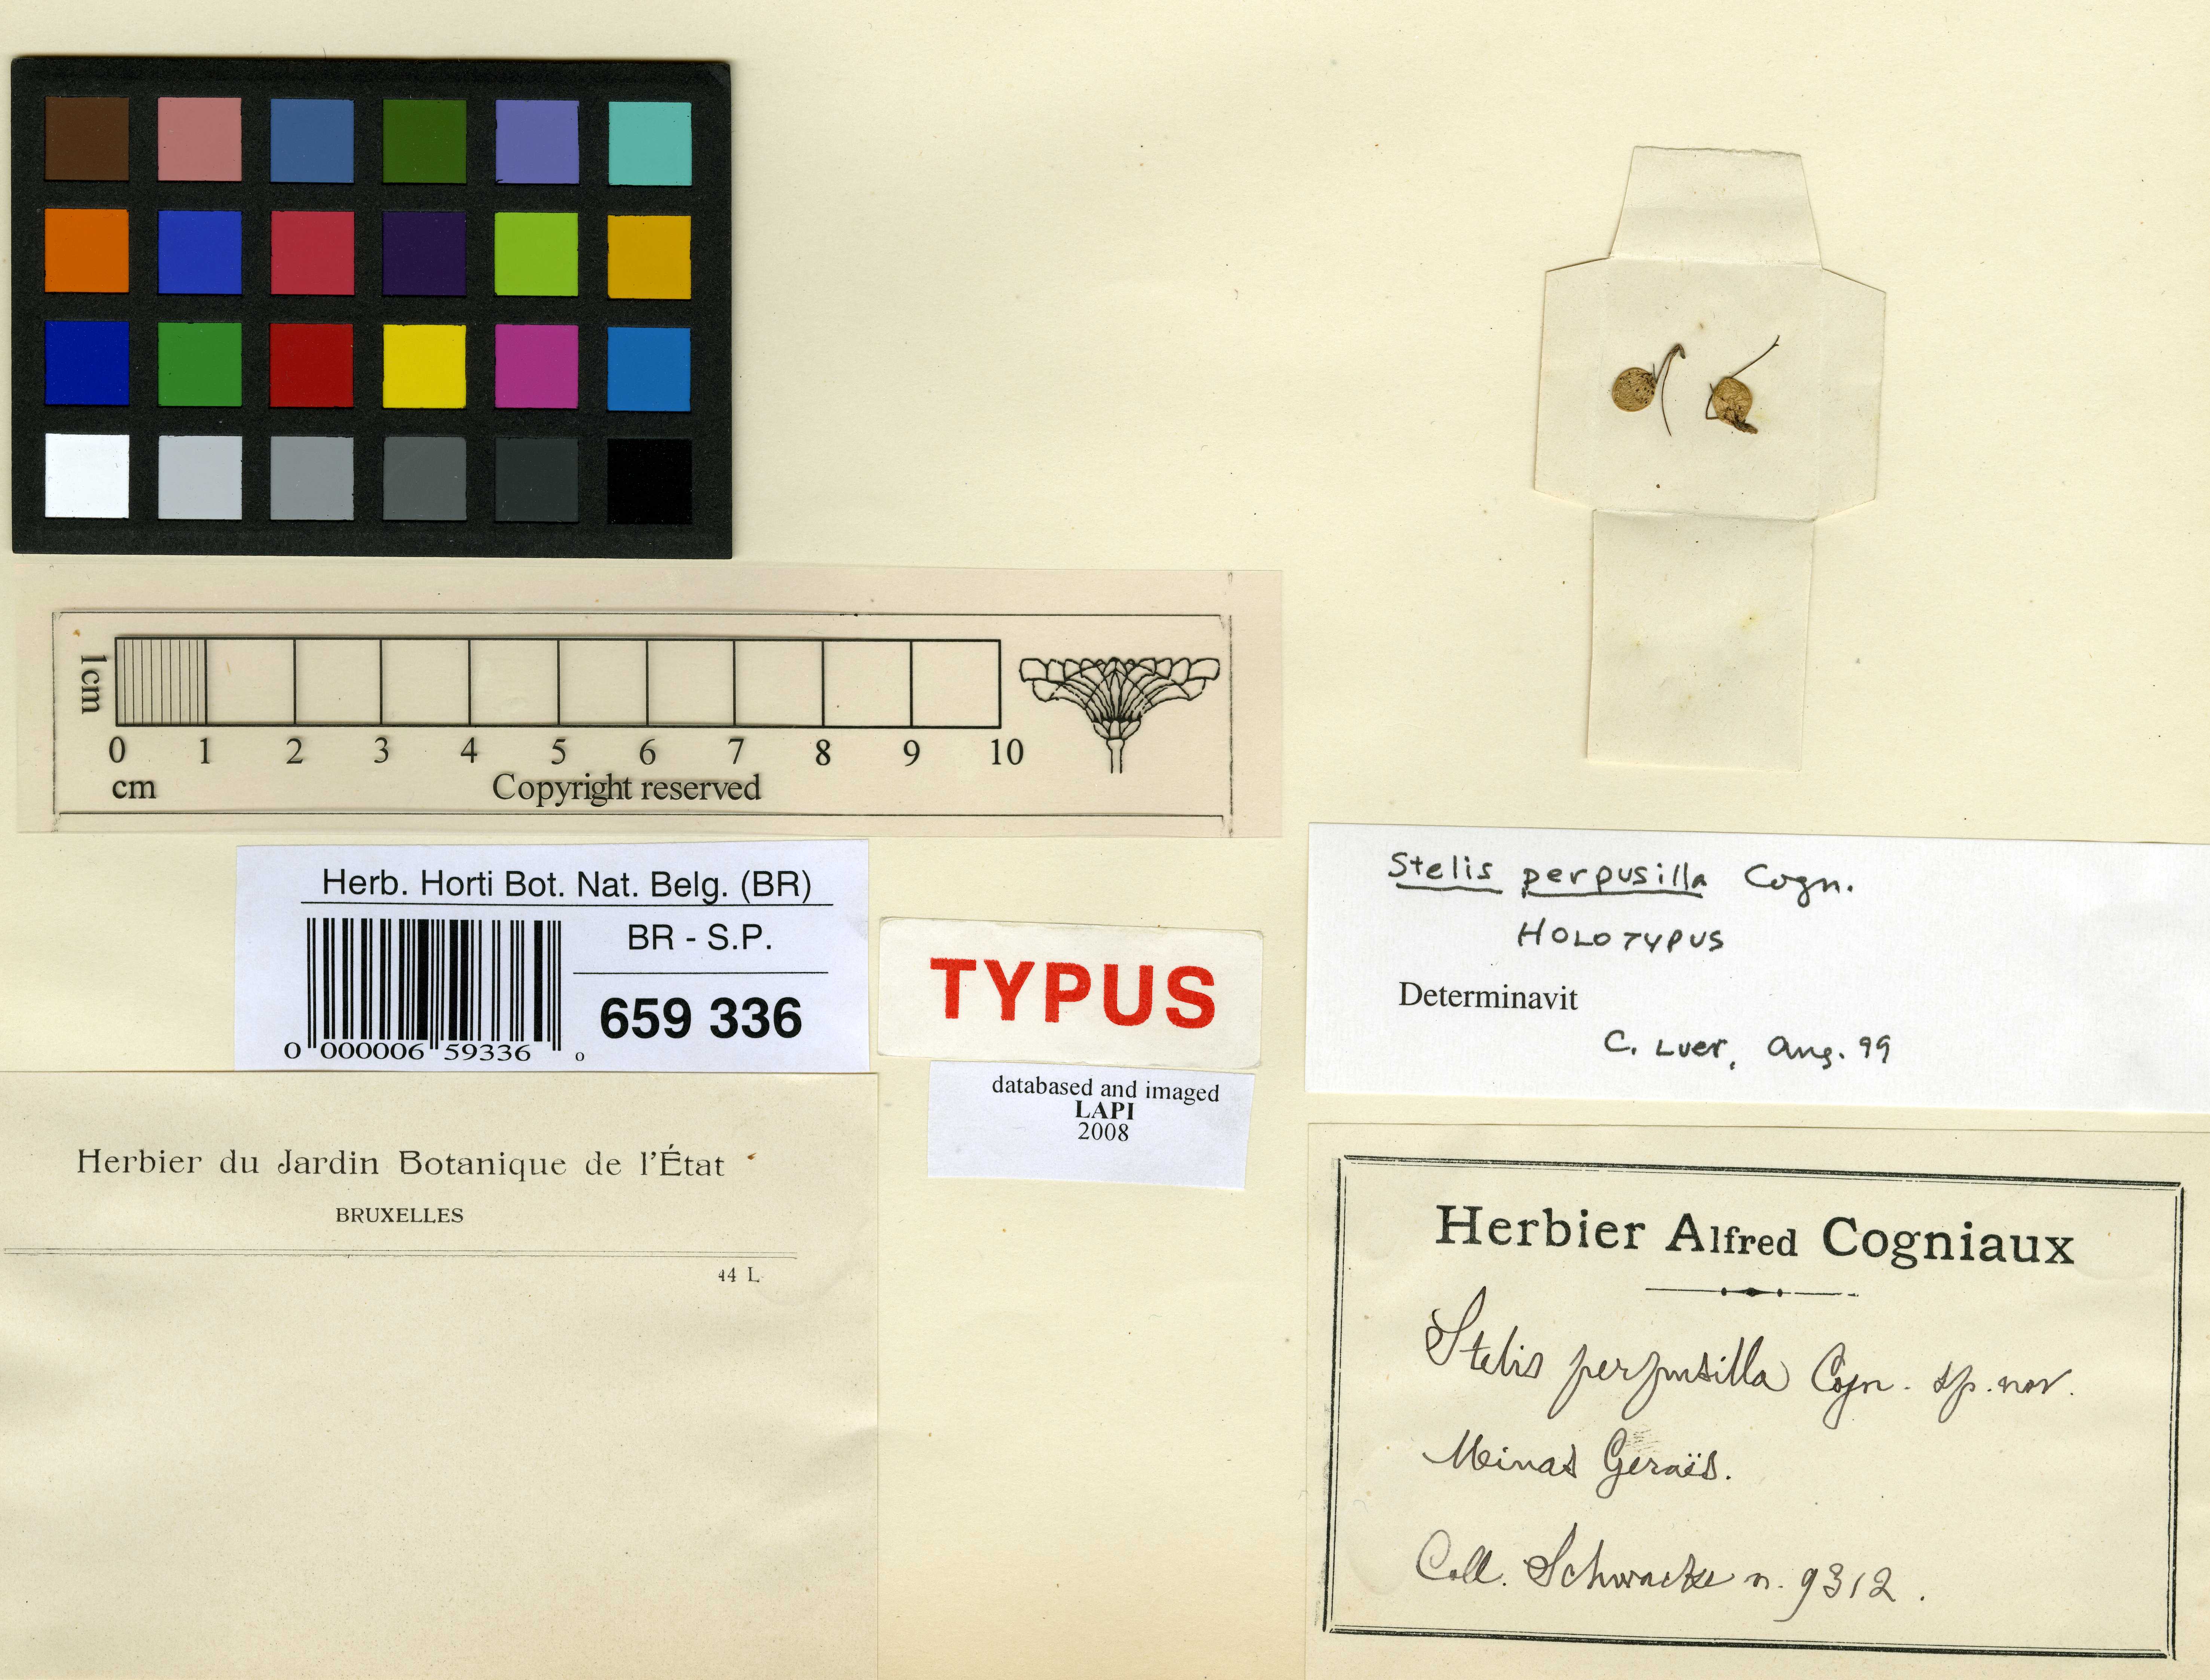 1cm
0 1 2 3 4 5 6 7 8 9 10
cm
Copyright reserved
Herb. Horti Bot. Nat. Belg. (BR)
BR - S.P.
659 336
0 000006 59336 0
TYPUS
databased and imaged
LAPI
2008
Stelis perpusilla Cogn.
HOLOTYPUS
Determinavit
C. Luer, Aug. 99
Herbier du Jardin Botanique de l'État
BRUXELLES
44 L
Herbier Alfred Cogniaux
Stelis perpusilla Cogn. sp. nov.
Minas Geraës.
Coll. Schwacke n. 9312.